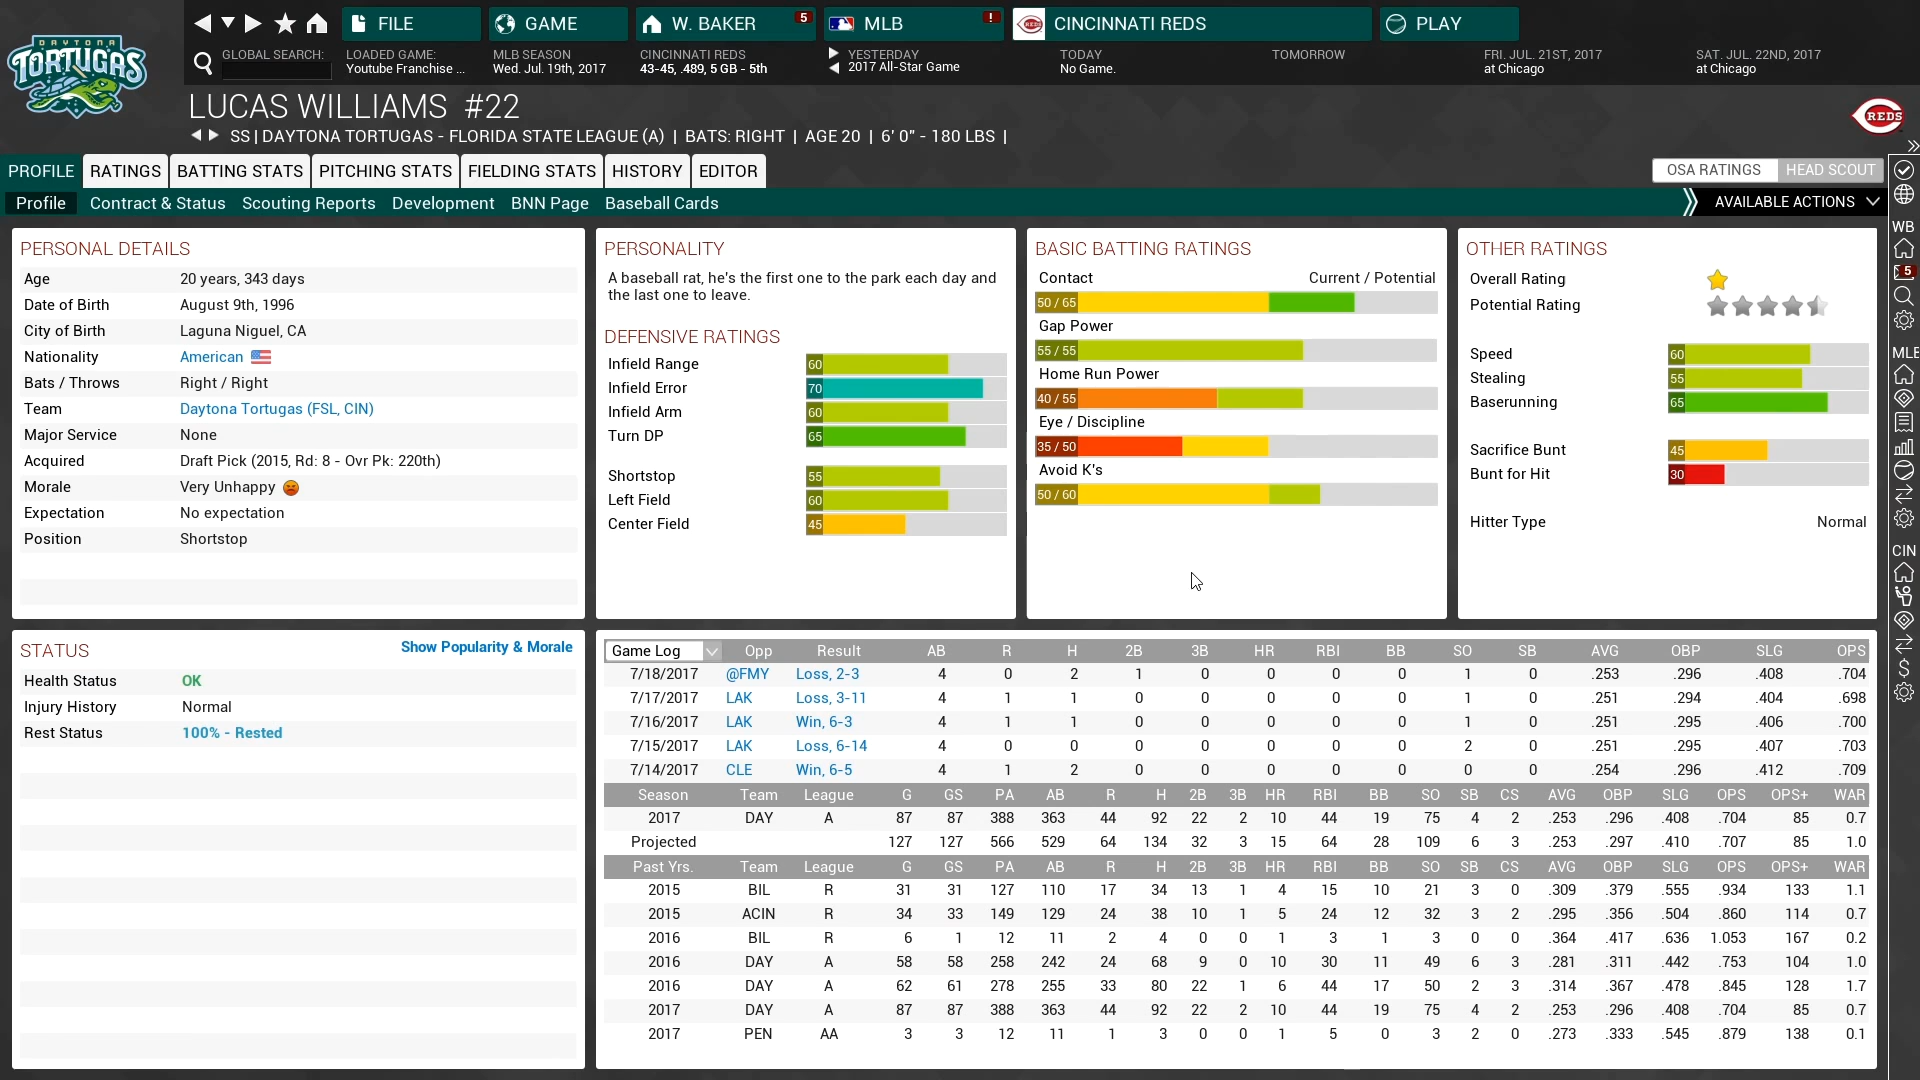 FILE
GAME
W. BAKER
5
MLB
!
REDS
CINCINNATI REDS
PLAY
DAYTONA
TORTUGAS
GLOBAL SEARCH:
LOADED GAME:
Youtube Franchise ...
MLB SEASON
Wed. Jul. 19th, 2017
CINCINNATI REDS
43-45, .489, 5 GB - 5th
YESTERDAY
2017 All-Star Game
TODAY
No Game.
TOMORROW
FRI. JUL. 21ST, 2017
at Chicago
SAT. JUL. 22ND, 2017
at Chicago
LUCAS WILLIAMS #22
SS | DAYTONA TORTUGAS - FLORIDA STATE LEAGUE (A) | BATS: RIGHT | AGE 20 | 6' 0" - 180 LBS |
REDS
PROFILE RATINGS BATTING STATS PITCHING STATS FIELDING STATS HISTORY EDITOR
OSA RATINGS HEAD SCOUT
Profile Contract & Status Scouting Reports Development BNN Page Baseball Cards
AVAILABLE ACTIONS
PERSONAL DETAILS
Age 20 years, 343 days
Date of Birth August 9th, 1996
City of Birth Laguna Niguel, CA
Nationality American
Bats / Throws Right / Right
Team Daytona Tortugas (FSL, CIN)
Major Service None
Acquired Draft Pick (2015, Rd: 8 - Ovr Pk: 220th)
Morale Very Unhappy
Expectation No expectation
Position Shortstop
PERSONALITY
A baseball rat, he's the first one to the park each day and
the last one to leave.
DEFENSIVE RATINGS
Infield Range 60
Infield Error 70
Infield Arm 60
Turn DP 65
Shortstop 55
Left Field 60
Center Field 45
BASIC BATTING RATINGS
Contact Current / Potential
50 / 65
Gap Power
55 / 55
Home Run Power
40 / 55
Eye / Discipline
35 / 50
Avoid K's
50 / 60
OTHER RATINGS
Overall Rating
Potential Rating
Speed 60
Stealing 55
Baserunning 65
Sacrifice Bunt 45
Bunt for Hit 30
Hitter Type Normal
WB
5
MLB
CIN
STATUS
Show Popularity & Morale
Health Status OK
Injury History Normal
Rest Status 100% - Rested
Game Log Opp Result AB R H 2B 3B HR RBI BB SO SB AVG OBP SLG OPS
7/18/2017 @FMY Loss, 2-3 4 0 2 1 0 0 0 0 1 0 .253 .296 .408 .704
7/17/2017 LAK Loss, 3-11 4 1 1 0 0 0 0 0 1 0 .251 .294 .404 .698
7/16/2017 LAK Win, 6-3 4 1 1 0 0 0 0 0 1 0 .251 .295 .406 .700
7/15/2017 LAK Loss, 6-14 4 0 0 0 0 0 0 0 2 0 .251 .295 .407 .703
7/14/2017 CLE Win, 6-5 4 1 2 0 0 0 0 0 0 0 .254 .296 .412 .709
Season Team League G GS PA AB R H 2B 3B HR RBI BB SO SB CS AVG OBP SLG OPS OPS+ WAR
2017 DAY A 87 87 388 363 44 92 22 2 10 44 19 75 4 2 .253 .296 .408 .704 85 0.7
Projected 127 127 566 529 64 134 32 3 15 64 28 109 6 3 .253 .297 .410 .707 85 1.0
Past Yrs. Team League G GS PA AB R H 2B 3B HR RBI BB SO SB CS AVG OBP SLG OPS OPS+ WAR
2015 BIL R 31 31 127 110 17 34 13 1 4 15 10 21 3 0 .309 .379 .555 .934 133 1.1
2015 ACIN R 34 33 149 129 24 38 10 1 5 24 12 32 3 2 .295 .356 .504 .860 114 0.7
2016 BIL R 6 1 12 11 2 4 0 0 1 3 1 3 0 0 .364 .417 .636 1.053 167 0.2
2016 DAY A 58 58 258 242 24 68 9 0 10 30 11 49 6 3 .281 .311 .442 .753 104 1.0
2016 DAY A 62 61 278 255 33 80 22 1 6 44 17 50 2 3 .314 .367 .478 .845 128 1.7
2017 DAY A 87 87 388 363 44 92 22 2 10 44 19 75 4 2 .253 .296 .408 .704 85 0.7
2017 PEN AA 3 3 12 11 1 3 0 0 1 5 0 3 2 0 .273 .333 .545 .879 138 0.1